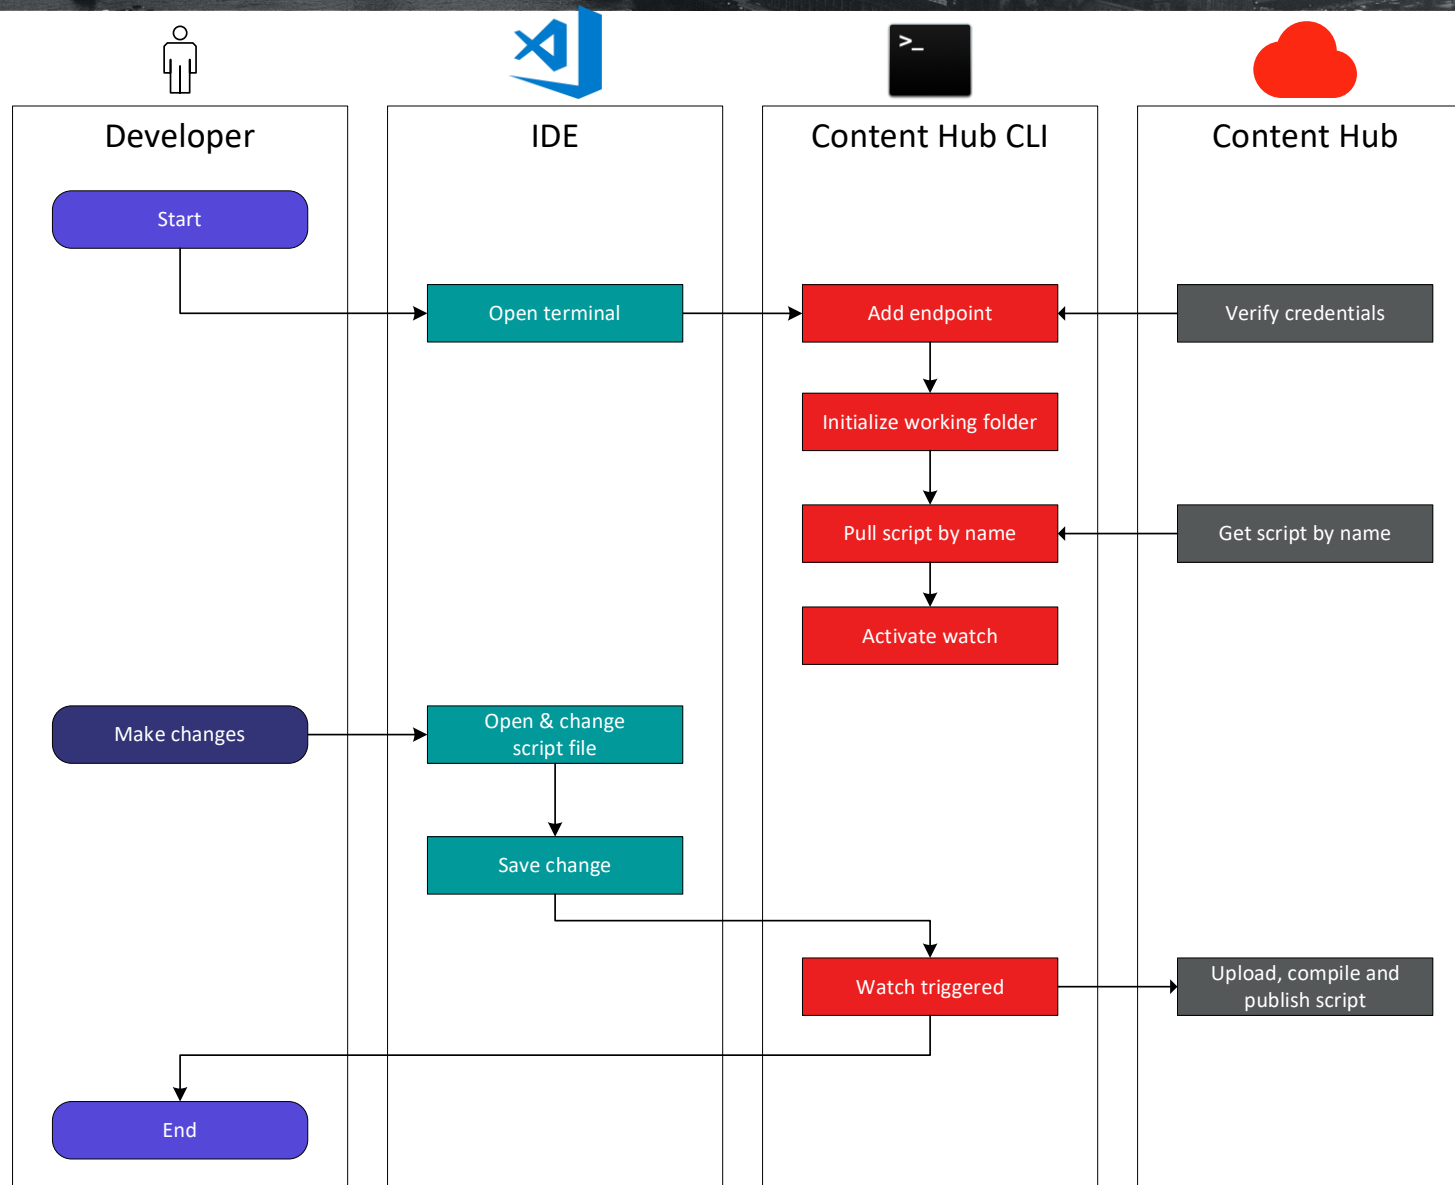 >_
Developer
IDE
Content Hub CLI
Content Hub
Start
Open terminal
Add endpoint
Verify credentials
Initialize working folder
Pull script by name
Get script by name
Activate watch
Make changes
Open & change
script file
Save change
Watch triggered
Upload, compile and
publish script
End